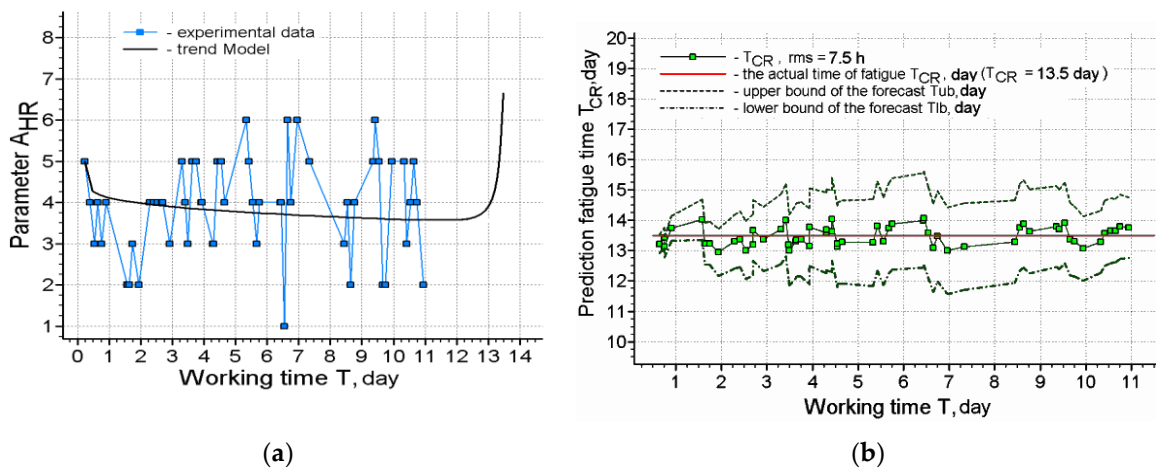 (a)
8
7
6
5
4
3
2
1
Parameter AHR
- experimental data
- trend Model
0 1 2 3 4 5 6 7 8 9 10 11 12 13 14
Working time T, day
(b)
20
19
18
17
16
15
14
13
12
11
10
Prediction fatigue time TCR, day
- TCR , rms = 7.5 h
- the actual time of fatigue TCR, day (TCR = 13.5 day)
- upper bound of the forecast Tub, day
- lower bound of the forecast Tlb, day
1 2 3 4 5 6 7 8 9 10 11
Working time T, day